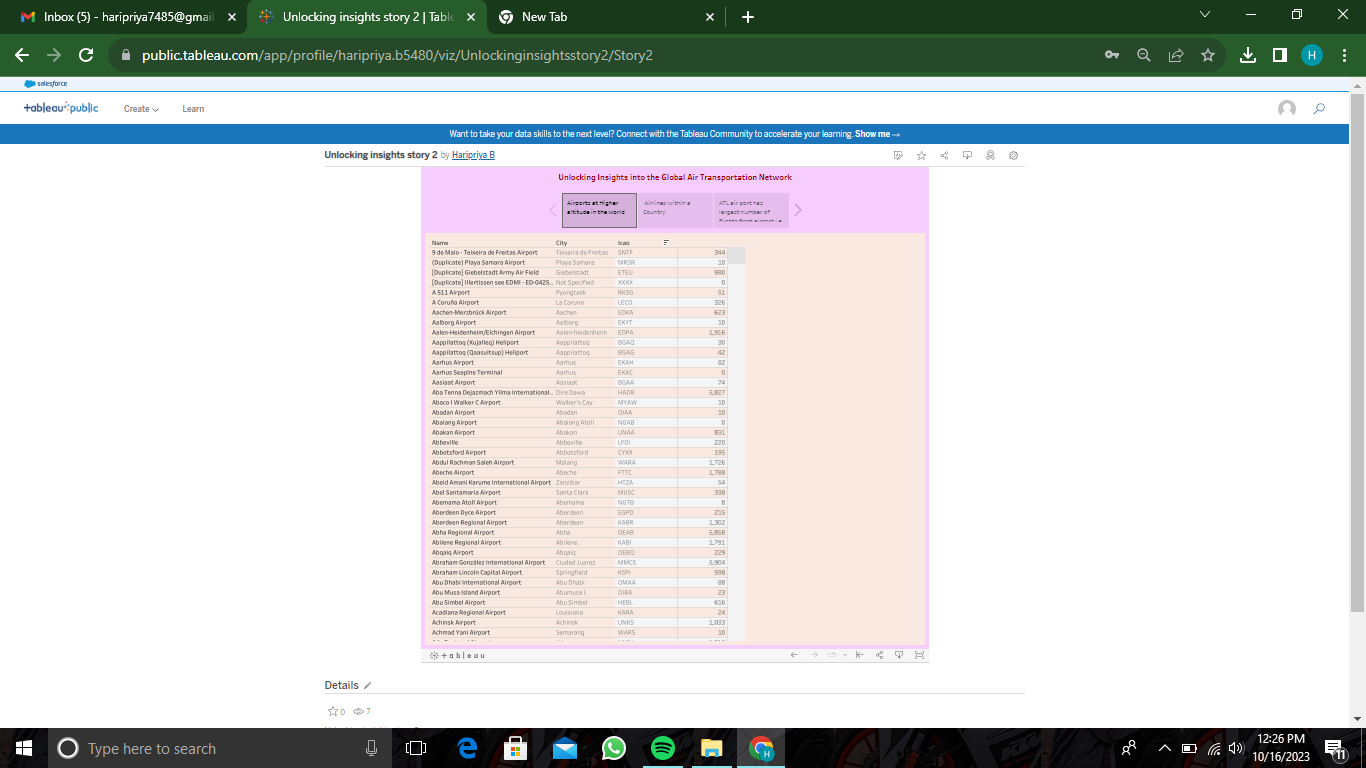 Inbox (5) - haripriya7485@gmai
Unlocking insights story 2 | Table
New Tab
public.tableau.com/app/profile/haripriya.b5480/viz/Unlockinginsightsstory2/Story2
H
salesforce
+ableau public
Create
Learn
Want to take your data skills to the next level? Connect with the Tableau Community to accelerate your learning. Show me →
Unlocking insights story 2 by Haripriya B
Unlocking Insights into the Global Air Transportation Network
Airports at Higher altitude in the world
Airlines within a Country
ATL air port has largest number of flights from airport i.e
Name City Icao
9 de Maio - Teixeira de Freitas Airport Teixeira de Freitas SNTF 344
(Duplicate) Playa Samara Airport Playa Samara MRSR 10
[Duplicate] Giebelstadt Army Air Field Giebelstadt ETEU 980
[Duplicate] Illertissen see EDMI - ED-0425.. Not Specified XXXX 0
A 511 Airport Pyongtaek RKSG 51
A Coruña Airport La Coruna LECO 326
Aachen-Merzbrück Airport Aachen EDKA 623
Aalborg Airport Aalborg EKYT 10
Aalen-Heidenheim/Elchingen Airport Aalen-heidenheim EDPA 1,916
Aappilattoq (Kujalleq) Heliport Aappilattoq BGAQ 30
Aappilattoq (Qaasuitsup) Heliport Aappilattoq BGAG 42
Aarhus Airport Aarhus EKAH 82
Aarhus Seaplne Terminal Aarhus EKAC 0
Aasiaat Airport Aasiaat BGAA 74
Aba Tenna Dejazmach Yilma International.. Dire Dawa HADR 3,827
Abaco I Walker C Airport Walker's Cay MYAW 10
Abadan Airport Abadan OIAA 10
Abaiang Airport Abaiang Atoll NGAB 0
Abakan Airport Abakan UNAA 831
Abbeville Abbeville LFOI 220
Abbotsford Airport Abbotsford CYXX 195
Abdul Rachman Saleh Airport Malang WARA 1,726
Abeche Airport Abeche FTTC 1,788
Abeid Amani Karume International Airport Zanzibar HTZA 54
Abel Santamaria Airport Santa Clara MUSC 338
Abemama Atoll Airport Abemama NGTB 8
Aberdeen Dyce Airport Aberdeen EGPD 215
Aberdeen Regional Airport Aberdeen KABR 1,302
Abha Regional Airport Abha OEAB 6,858
Abilene Regional Airport Abilene KABI 1,791
Abqaiq Airport Abqaiq OEBQ 229
Abraham González International Airport Ciudad Juarez MMCS 3,904
Abraham Lincoln Capital Airport Springfield KSPI 598
Abu Dhabi International Airport Abu Dhabi OMAA 88
Abu Musa Island Airport Abumusa I. OIBA 23
Abu Simbel Airport Abu Simbel HEBL 616
Acadiana Regional Airport Louisiana KARA 24
Achinsk Airport Achinsk UNKS 1,033
Achmad Yani Airport Semarang WARS 10
+ableau
Details
0 7
Type here to search
H
12:26 PM
10/16/2023
11